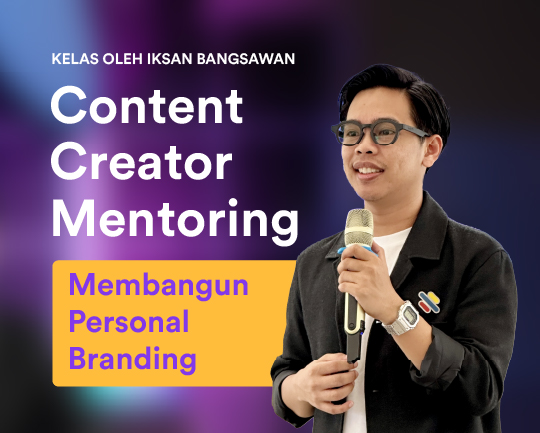 KELAS OLEH IKSAN BANGSAWAN
Content
Creator
Mentoring
Membangun
Personal
Branding